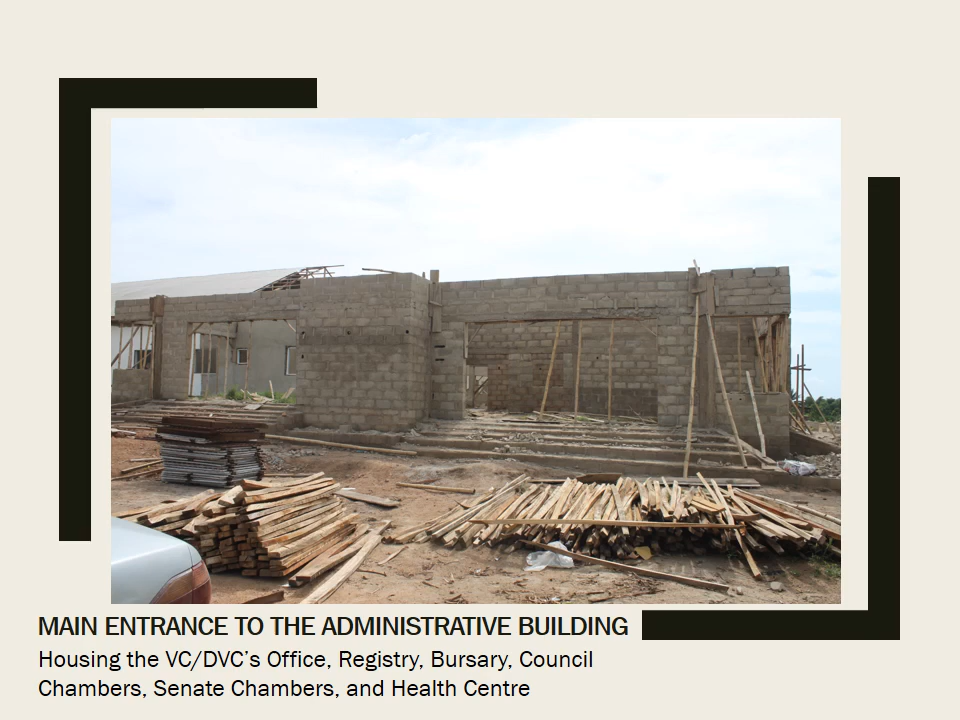 MAIN ENTRANCE TO THE ADMINISTRATIVE BUILDING
Housing the VC/DVC’s Office, Registry, Bursary, Council
Chambers, Senate Chambers, and Health Centre